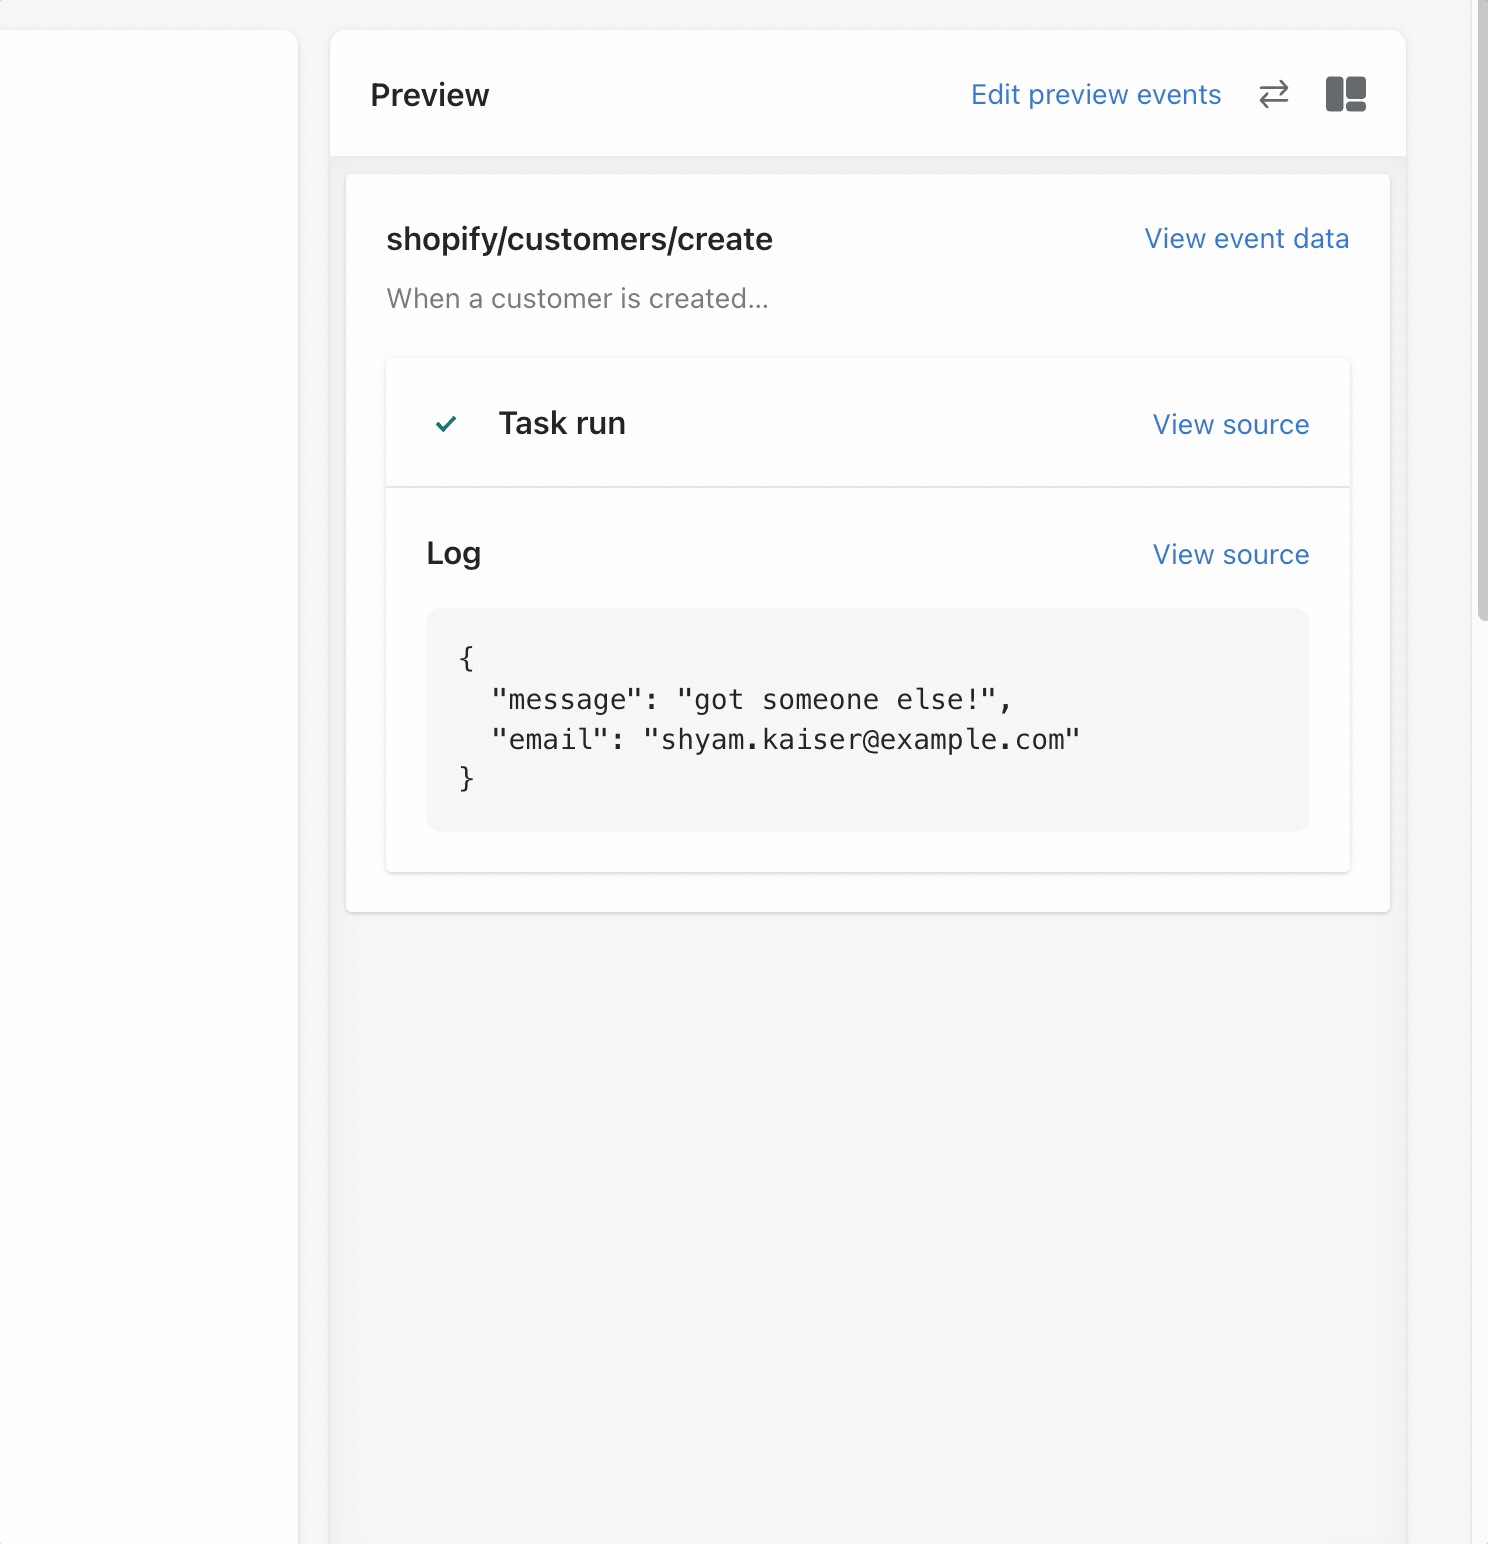 Preview
Edit preview events
shopify/customers/create
View event data
When a customer is created...
Task run
View source
Log
View source
{
"message": "got someone else!",
"email": "shyam.kaiser@example.com"
}